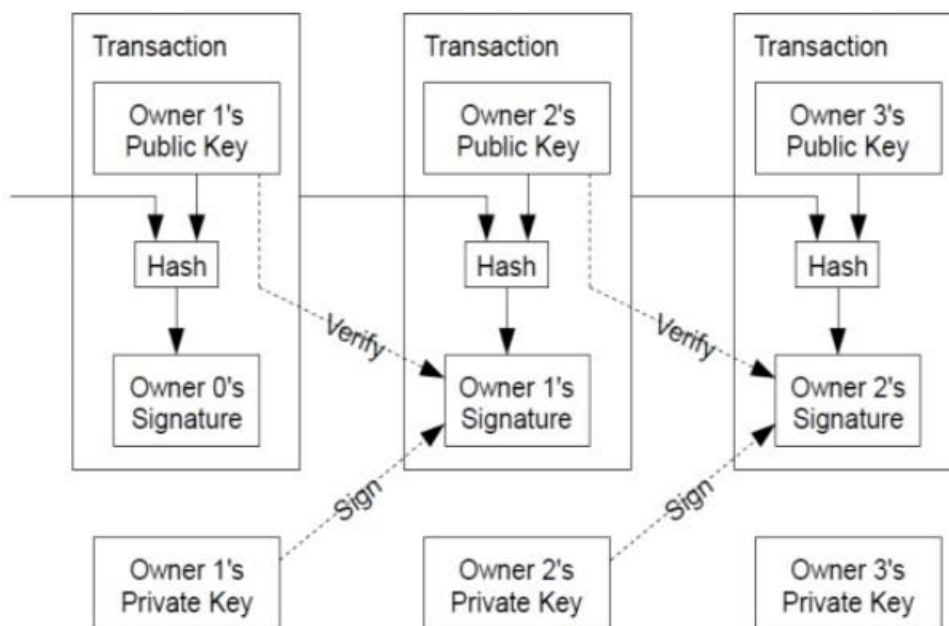 Transaction
Owner 1's
Public Key
Hash
Owner 0's
Signature
Verify
Sign
Owner 1's
Private Key
Transaction
Owner 2's
Public Key
Hash
Owner 1's
Signature
Verify
Sign
Owner 2's
Private Key
Transaction
Owner 3's
Public Key
Hash
Owner 2's
Signature
Owner 3's
Private Key